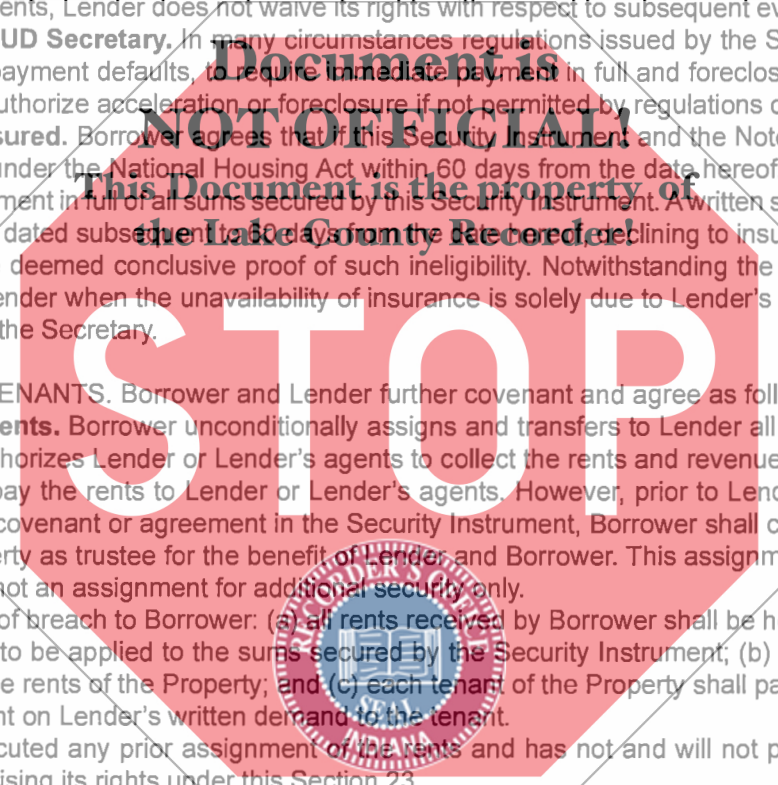 ents, Lender does not waive its rights with respect to subsequent ev
UD Secretary. In many circumstances regulations issued by the S
Document is
payment defaults, to require immediate payment in full and foreclos
uthorize acceleration or foreclosure if not permitted by regulations o
NOT OFFICIAL!
sured. Borrower agrees that if this Security Instrument and the Note
under the National Housing Act within 60 days from the date hereof
This Document is the property of
ment in full of all sums secured by this Security Instrument. A written s
the Lake County Recorder!
dated subsequent to 60 days from the date hereof, declining to insu
deemed conclusive proof of such ineligibility. Notwithstanding the
ender when the unavailability of insurance is solely due to Lender's
the Secretary.
STOP
ENANTS. Borrower and Lender further covenant and agree as foll
ents. Borrower unconditionally assigns and transfers to Lender all
horizes Lender or Lender's agents to collect the rents and revenue
pay the rents to Lender or Lender's agents. However, prior to Lend
covenant or agreement in the Security Instrument, Borrower shall c
erty as trustee for the benefit of Lender and Borrower. This assignm
not an assignment for additional security only.
of breach to Borrower: (a) all rents received by Borrower shall be h
to be applied to the sums secured by the Security Instrument; (b)
e rents of the Property; and (c) each tenant of the Property shall pa
nt on Lender's written demand to the tenant.
cuted any prior assignment of the rents and has not and will not p
ising its rights under this Section 23.
RECORDER'S OFFICE
SEAL
INDIANA